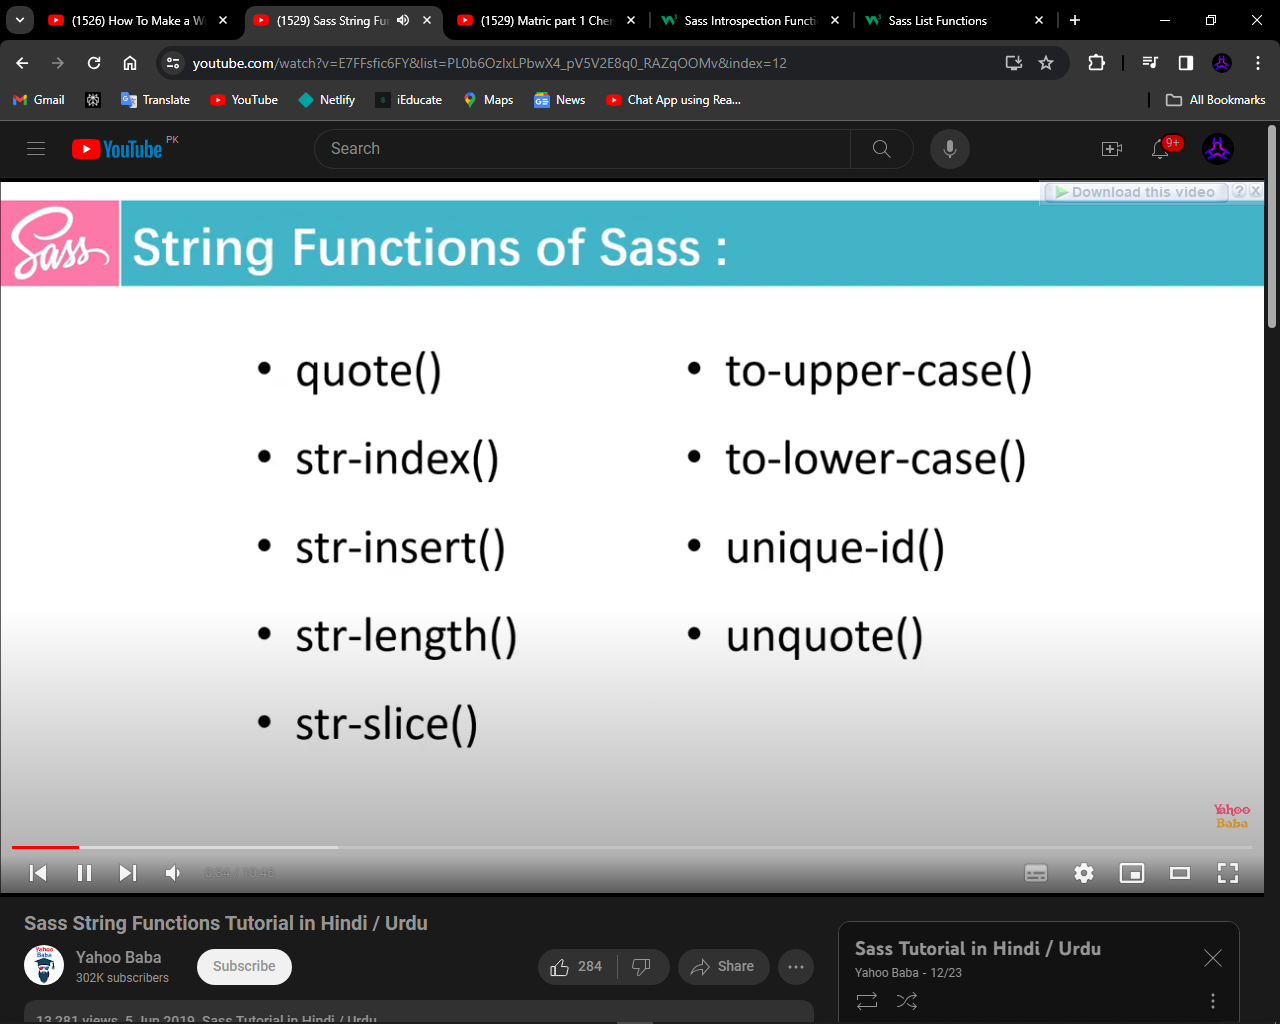 (1526) How To Make a We
(1529) Sass String Fun
(1529) Matric part 1 Cher
Sass Introspection Functi
Sass List Functions
youtube.com/watch?v=E7FFsfic6FY&list=PL0b6OzIxLPbwX4_pV5V2E8q0_RAZqOOMv&index=12
Gmail
Translate
YouTube
Netlify
iEducate
Maps
News
Chat App using Rea...
All Bookmarks
YouTube PK
Search
9+
Download this video ? X
Sass
String Functions of Sass :
• quote()
• str-index()
• str-insert()
• str-length()
• str-slice()
• to-upper-case()
• to-lower-case()
• unique-id()
• unquote()
Yahoo
Baba
Sass String Functions Tutorial in Hindi / Urdu
Yahoo Baba
302K subscribers
Subscribe
284
Share
13,281 views 5 Jun 2019 Sass Tutorial in Hindi / Urdu
Sass Tutorial in Hindi / Urdu
Yahoo Baba - 12/23